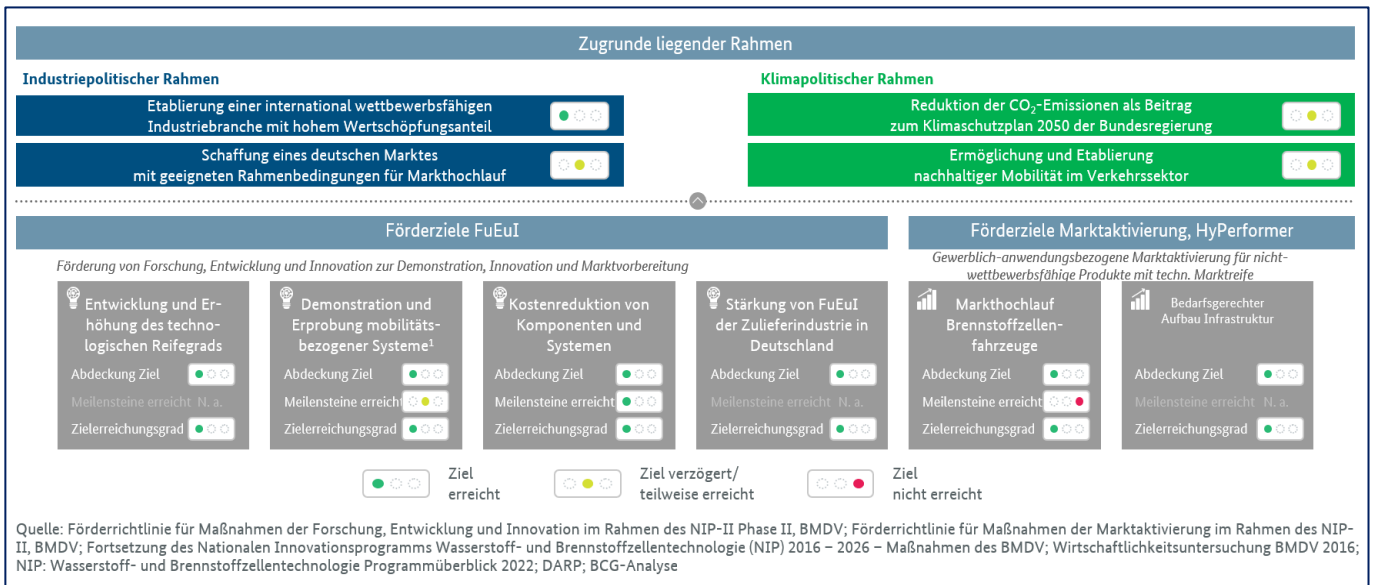 Zugrunde liegender Rahmen
Industriepolitischer Rahmen
Etablierung einer international wettbewerbsfähigen
Industriebranche mit hohem Wertschöpfungsanteil
Schaffung eines deutschen Marktes
mit geeigneten Rahmenbedingungen für Markthochlauf
Klimapolitischer Rahmen
Reduktion der CO₂-Emissionen als Beitrag
zum Klimaschutzplan 2050 der Bundesregierung
Ermöglichung und Etablierung
nachhaltiger Mobilität im Verkehrssektor
Förderziele FuEuI
Förderung von Forschung, Entwicklung und Innovation zur Demonstration, Innovation und Marktvorbereitung
Entwicklung und Er-
höhung des techno-
logischen Reifegrads
Abdeckung Ziel
Meilensteine erreicht N. a.
Zielerreichungsgrad
Demonstration und
Erprobung mobilitäts-
bezogener Systeme¹
Abdeckung Ziel
Meilensteine erreicht
Zielerreichungsgrad
Kostenreduktion von
Komponenten und
Systemen
Abdeckung Ziel
Meilensteine erreicht
Zielerreichungsgrad
Stärkung von FuEuI
der Zulieferindustrie in
Deutschland
Abdeckung Ziel
Meilensteine erreicht N. a.
Zielerreichungsgrad
Förderziele Marktaktivierung, HyPerformer
Gewerblich-anwendungsbezogene Marktaktivierung für nicht-
wettbewerbsfähige Produkte mit techn. Marktreife
Markthochlauf
Brennstoffzellen-
fahrzeuge
Abdeckung Ziel
Meilensteine erreicht
Zielerreichungsgrad
Bedarfsgerechter
Aufbau Infrastruktur
Abdeckung Ziel
Meilensteine erreicht N. a.
Zielerreichungsgrad
Ziel
erreicht
Ziel verzögert/
teilweise erreicht
Ziel
nicht erreicht
Quelle: Förderrichtlinie für Maßnahmen der Forschung, Entwicklung und Innovation im Rahmen des NIP-II Phase II, BMDV; Förderrichtlinie für Maßnahmen der Marktaktivierung im Rahmen des NIP-
II, BMDV; Fortsetzung des Nationalen Innovationsprogramms Wasserstoff- und Brennstoffzellentechnologie (NIP) 2016 – 2026 – Maßnahmen des BMDV; Wirtschaftlichkeitsuntersuchung BMDV 2016;
NIP: Wasserstoff- und Brennstoffzellentechnologie Programmüberblick 2022; DARP; BCG-Analyse